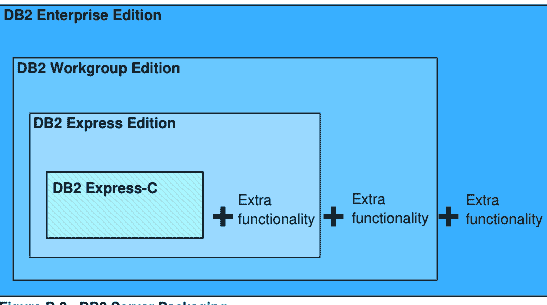 DB2 Enterprise Edition
DB2 Workgroup Edition
DB2 Express Edition
DB2 Express-C
Extra
functionality
Extra
functionality
Extra
functionality